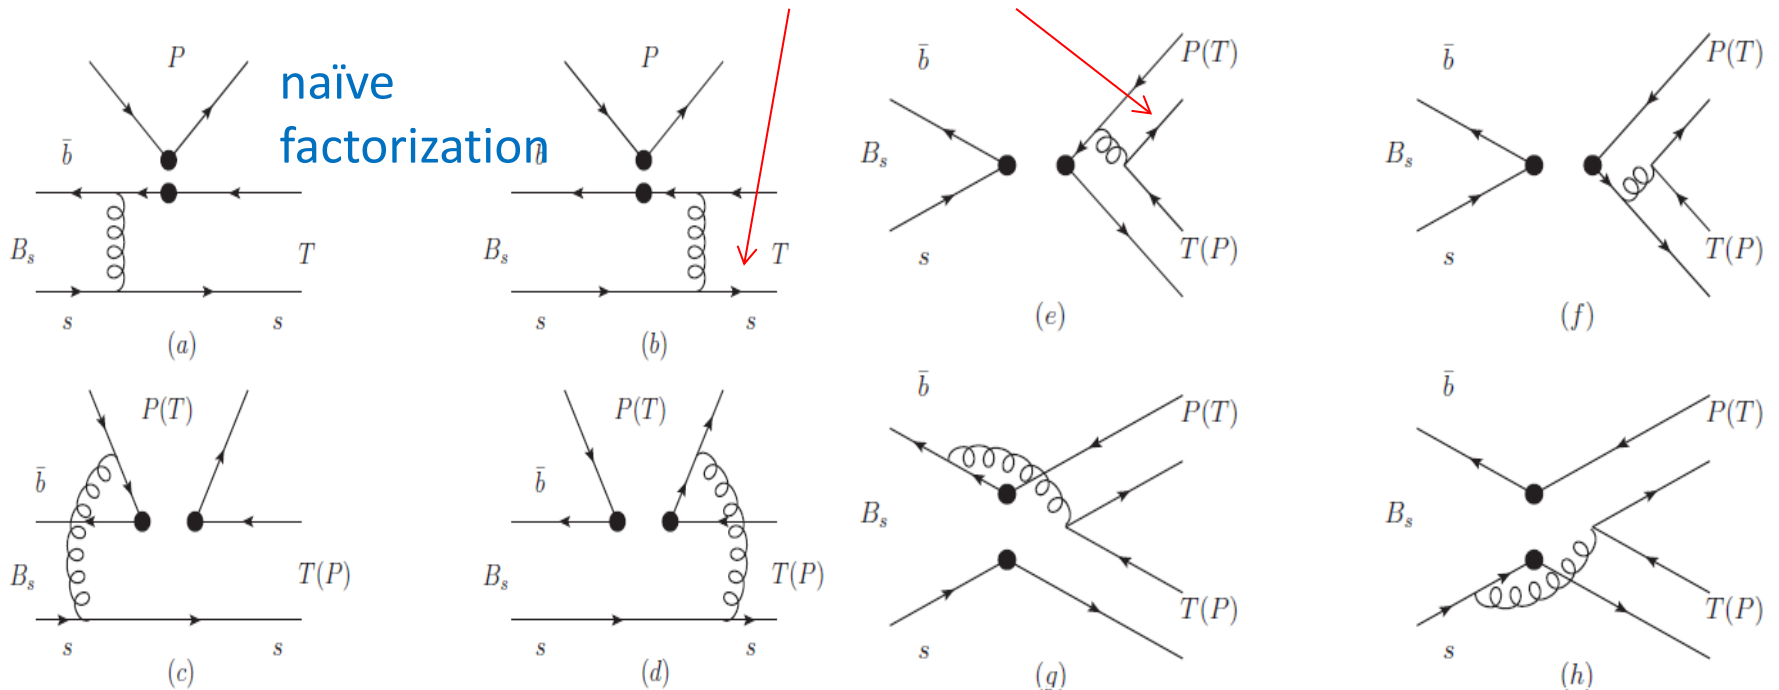 P
naïve
factorization
b̄
B_s
T
s
s
(a)
P
b̄
B_s
T
s
s
(b)
b̄
P(T)
B_s
T(P)
s
(e)
b̄
P(T)
B_s
T(P)
s
(f)
P(T)
b̄
B_s
T(P)
s
s
(c)
P(T)
b̄
B_s
T(P)
s
s
(d)
b̄
P(T)
B_s
T(P)
s
(g)
b̄
P(T)
B_s
T(P)
s
(h)